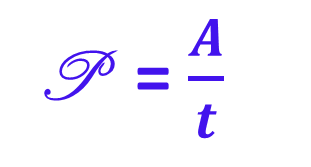 𝒫 = A/t